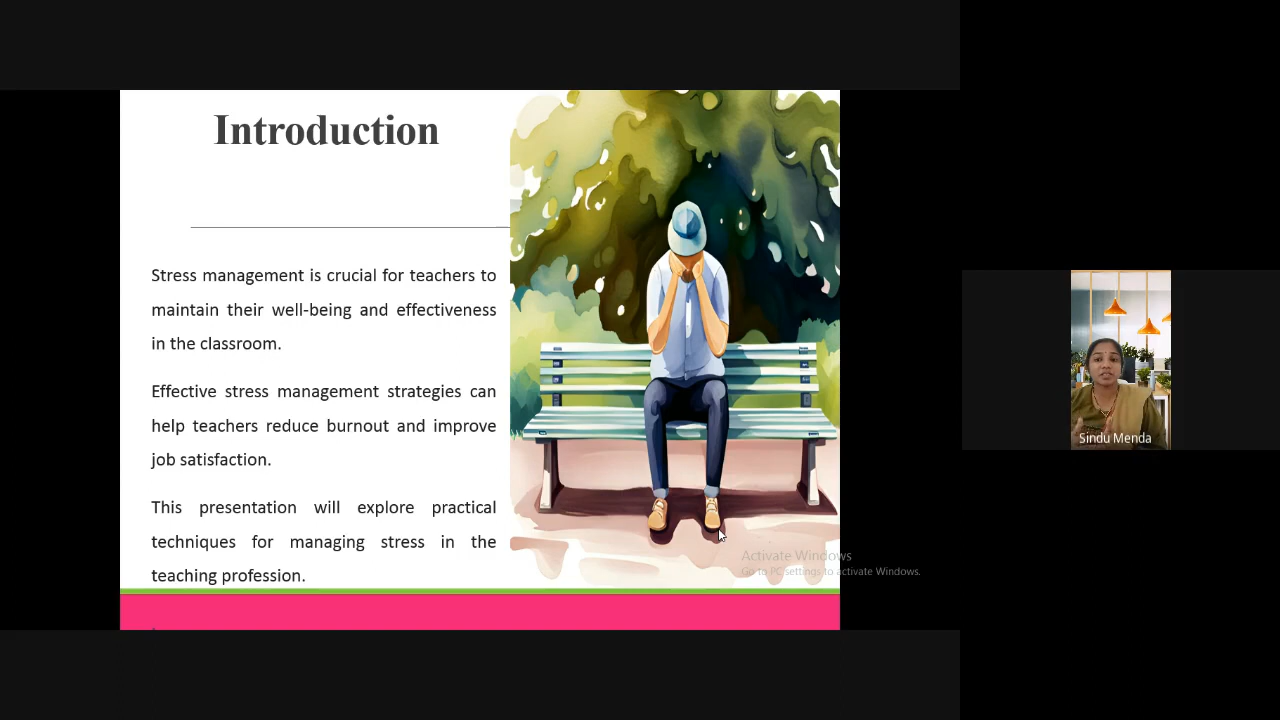 Introduction
Stress management is crucial for teachers to
maintain their well-being and effectiveness
in the classroom.
Effective stress management strategies can
help teachers reduce burnout and improve
job satisfaction.
This presentation will explore practical
techniques for managing stress in the
teaching profession.
Activate Windows
Go to PC settings to activate Windows.
Sindu Menda